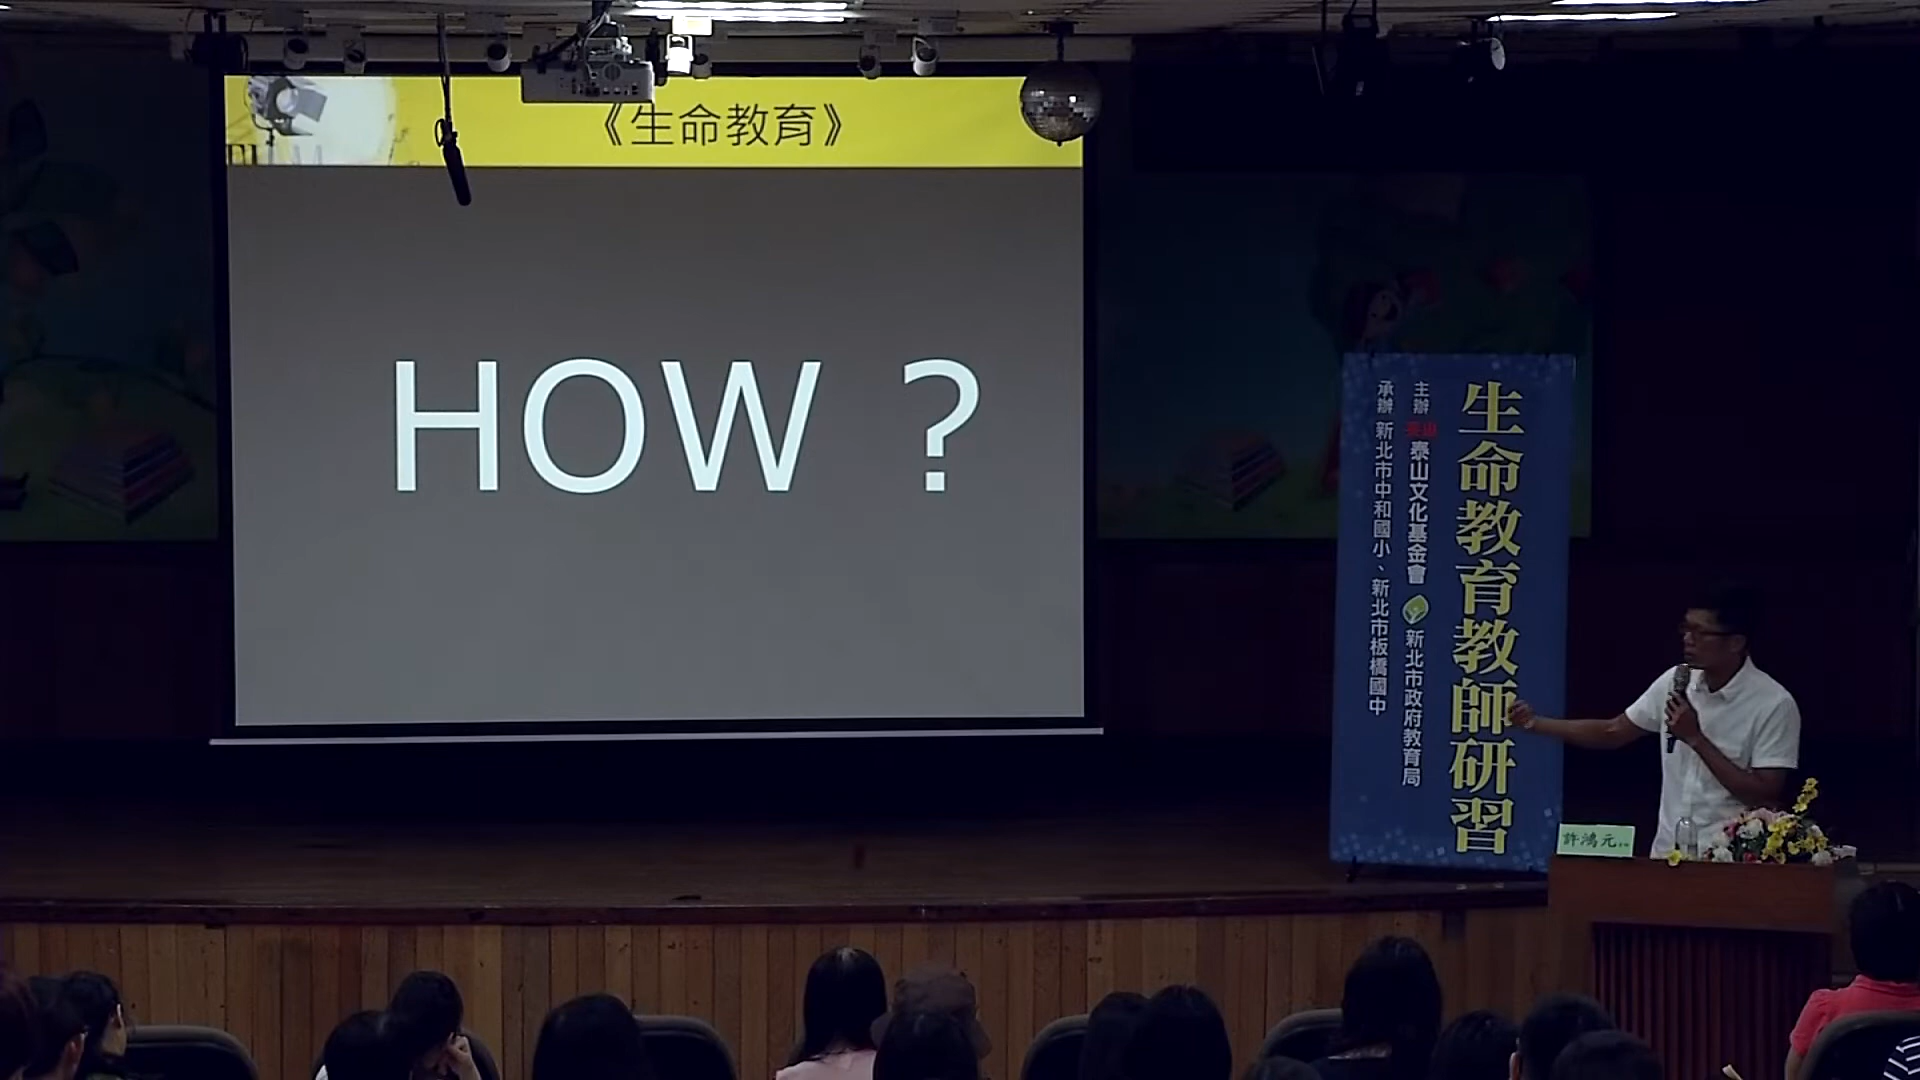 《生命教育》
HOW ?
生命教育教師研習
主辦 泰山 泰山文化基金會 新北市政府教育局
承辦 新北市中和國小、新北市板橋國中
許鴻元